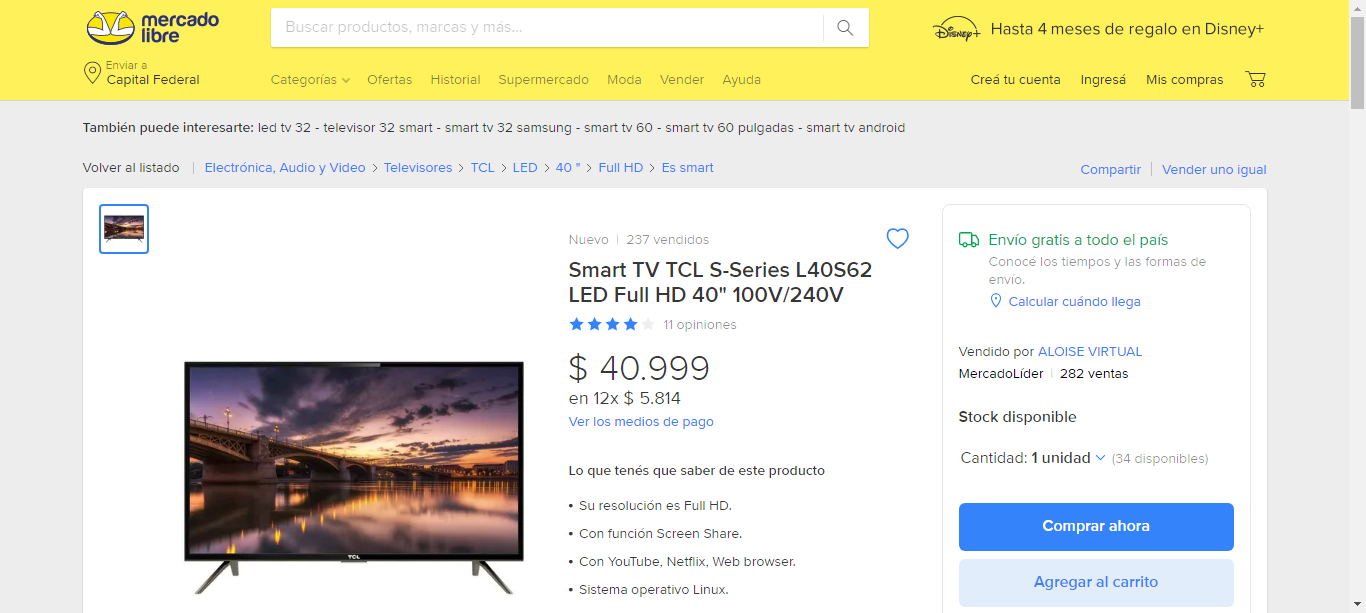 mercado libre
Buscar productos, marcas y más...
Disney+ Hasta 4 meses de regalo en Disney+
Enviar a
Capital Federal
Categorías Ofertas Historial Supermercado Moda Vender Ayuda
Creá tu cuenta Ingresá Mis compras
También puede interesarte: led tv 32 - televisor 32 smart - smart tv 32 samsung - smart tv 60 - smart tv 60 pulgadas - smart tv android
Volver al listado | Electrónica, Audio y Video > Televisores > TCL > LED > 40 " > Full HD > Es smart
Compartir | Vender uno igual
Nuevo | 237 vendidos
Smart TV TCL S-Series L40S62
LED Full HD 40" 100V/240V
11 opiniones
$ 40.999
en 12x $ 5.814
Ver los medios de pago
Lo que tenés que saber de este producto
• Su resolución es Full HD.
• Con función Screen Share.
• Con YouTube, Netflix, Web browser.
• Sistema operativo Linux.
TCL
Envío gratis a todo el país
Conocé los tiempos y las formas de
envío.
Calcular cuándo llega
Vendido por ALOISE VIRTUAL
MercadoLíder | 282 ventas
Stock disponible
Cantidad: 1 unidad (34 disponibles)
Comprar ahora
Agregar al carrito